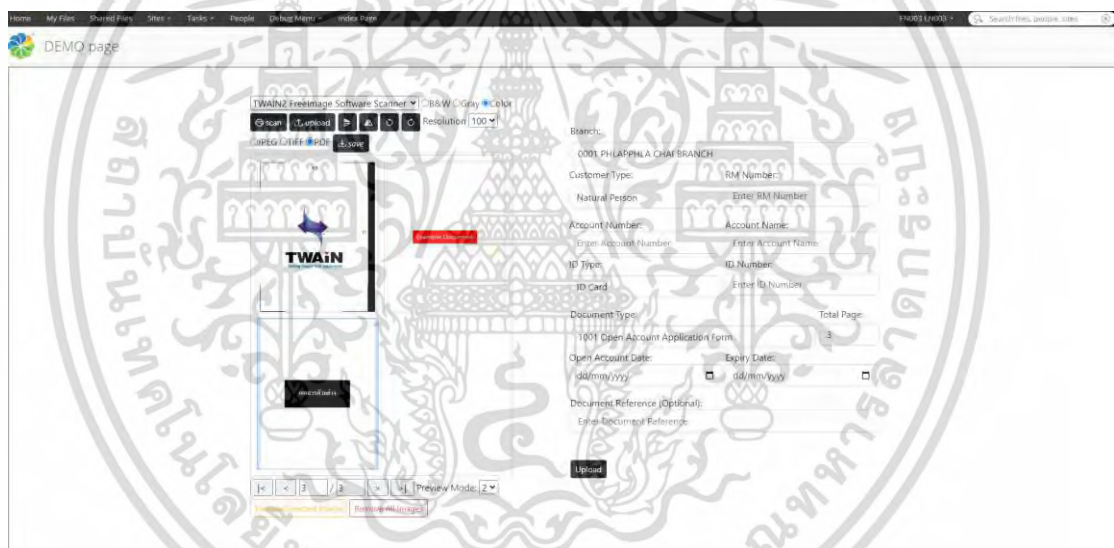 Home My Files Shared Files Sites Tasks People Debug Menu Index Page EN003 EN003 Search files, people, sites
DEMO page
TWAIN2 FreeImage Software Scanner B&W Gray Color
scan upload Resolution 100
JPEG TIFF PDF save
TWAIN
Example Document
|< < 3 / 3 > >| Preview Mode: 2
Remove All Images
Branch:
0001 PHLAPPHLA CHAI BRANCH
Customer Type: RM Number:
Natural Person Enter RM Number
Account Number: Account Name:
Enter Account Number Enter Account Name
ID Type: ID Number:
ID Card Enter ID Number
Document Type: Total Page:
1001 Open Account Application Form 3
Open Account Date: Expiry Date:
dd/mm/yyyy dd/mm/yyyy
Document Reference (Optional):
Enter Document Reference
Upload